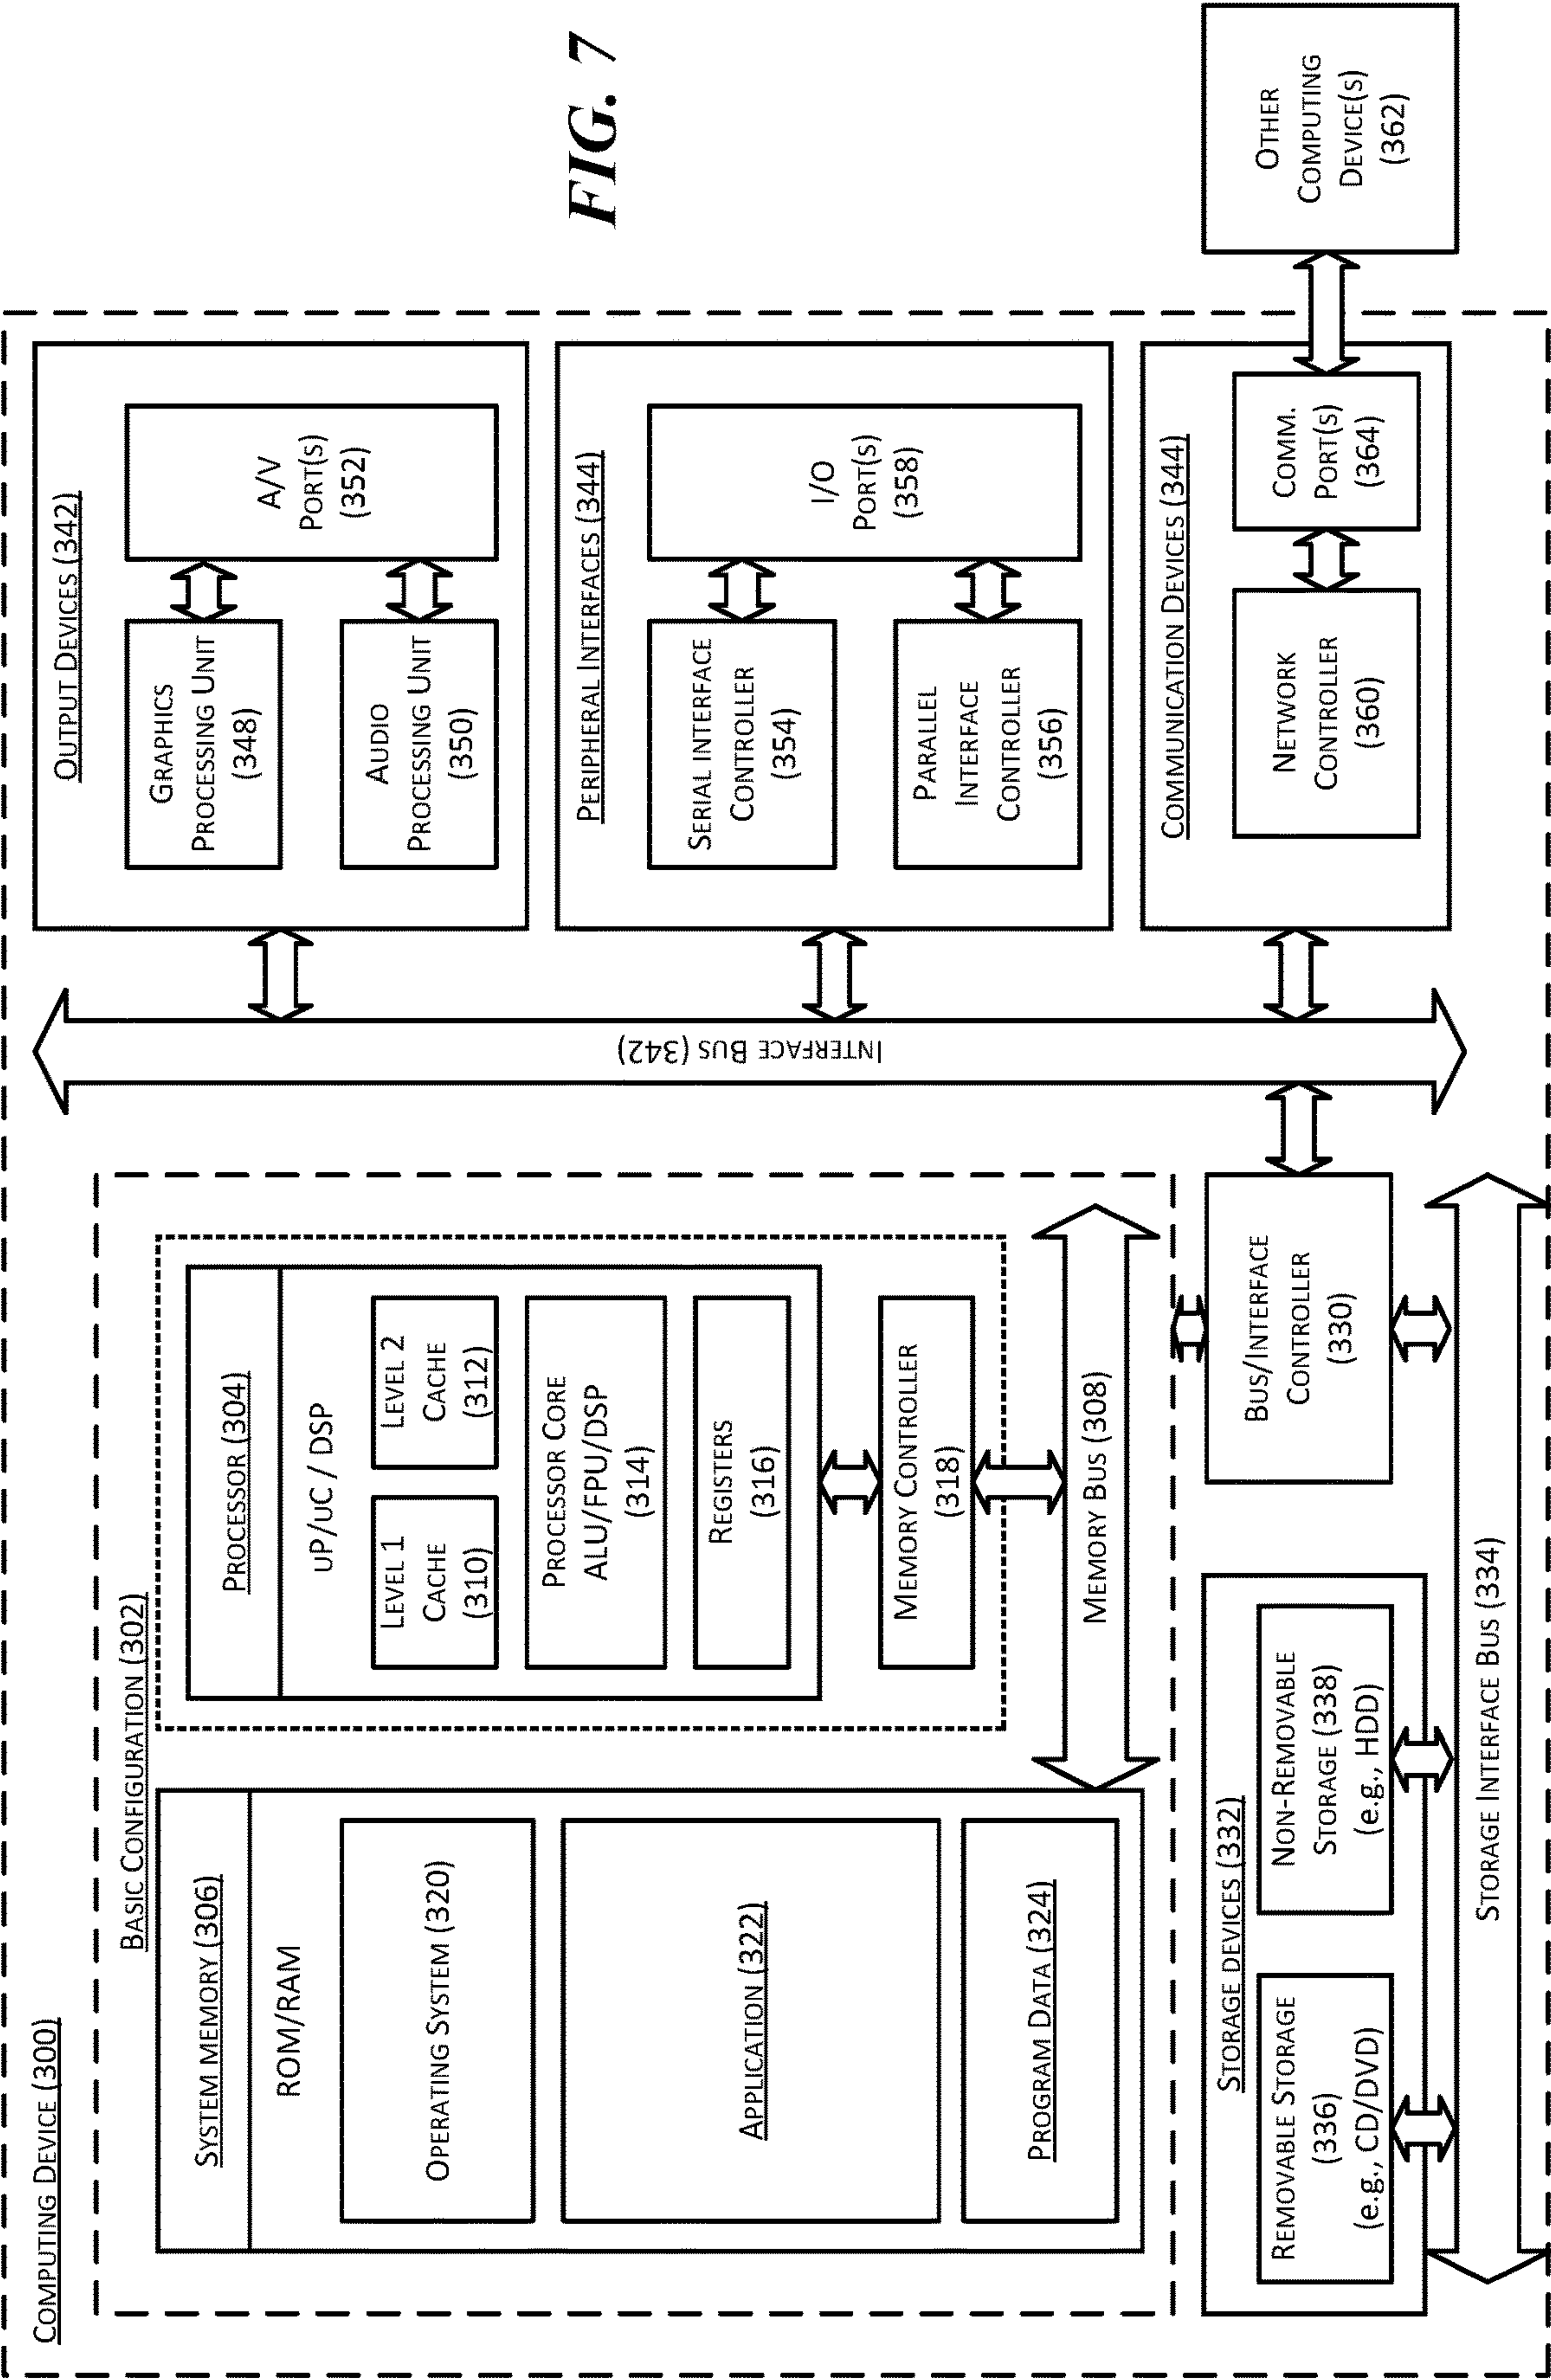 COMPUTING DEVICE (300)
BASIC CONFIGURATION (302)
SYSTEM MEMORY (306)
ROM/RAM
OPERATING SYSTEM (320)
APPLICATION (322)
PROGRAM DATA (324)
PROCESSOR (304)
uP/uC / DSP
LEVEL 1
CACHE
(310)
LEVEL 2
CACHE
(312)
PROCESSOR CORE
ALU/FPU/DSP
(314)
REGISTERS
(316)
MEMORY CONTROLLER
(318)
MEMORY BUS (308)
BUS/INTERFACE
CONTROLLER
(330)
STORAGE DEVICES (332)
REMOVABLE STORAGE
(336)
(e.g., CD/DVD)
NON-REMOVABLE
STORAGE (338)
(e.g., HDD)
STORAGE INTERFACE BUS (334)
INTERFACE BUS (342)
OUTPUT DEVICES (342)
GRAPHICS
PROCESSING UNIT
(348)
AUDIO
PROCESSING UNIT
(350)
A/V
PORT(S)
(352)
PERIPHERAL INTERFACES (344)
SERIAL INTERFACE
CONTROLLER
(354)
PARALLEL
INTERFACE
CONTROLLER
(356)
I/O
PORT(S)
(358)
COMMUNICATION DEVICES (344)
NETWORK
CONTROLLER
(360)
COMM.
PORT(S)
(364)
OTHER
COMPUTING
DEVICE(S)
(362)
FIG. 7